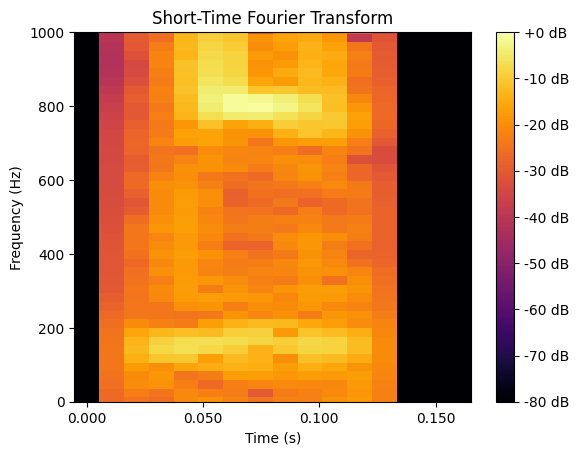 Short-Time Fourier Transform
1000
800
600
400
200
0
Frequency (Hz)
0.000
0.050
0.100
0.150
Time (s)
+0 dB
-10 dB
-20 dB
-30 dB
-40 dB
-50 dB
-60 dB
-70 dB
-80 dB